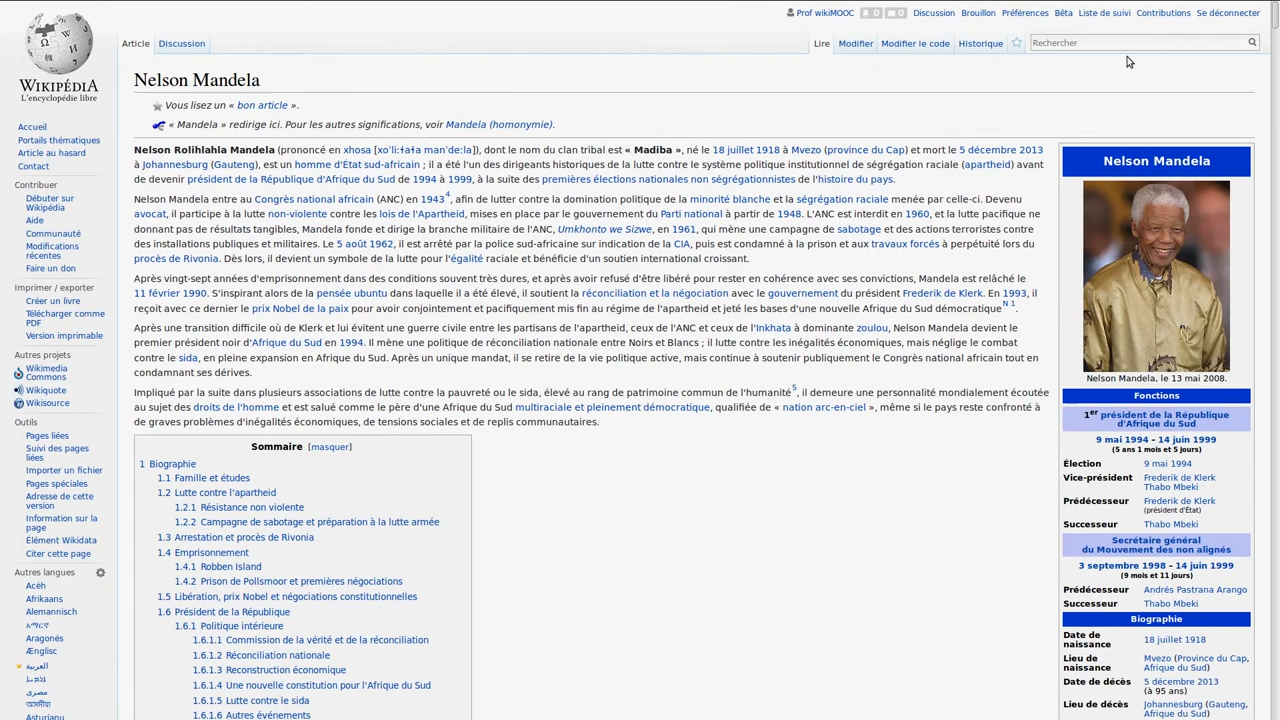 Prof wikiMOOC 0 0 Discussion Brouillon Préférences Bêta Liste de suivi Contributions Se déconnecter
Article Discussion Lire Modifier Modifier le code Historique Rechercher
WIKIPÉDIA
L'encyclopédie libre
Accueil
Portails thématiques
Article au hasard
Contact
Contribuer
Débuter sur
Wikipédia
Aide
Communauté
Modifications
récentes
Faire un don
Imprimer / exporter
Créer un livre
Télécharger comme
PDF
Version imprimable
Autres projets
Wikimedia
Commons
Wikiquote
Wikisource
Outils
Pages liées
Suivi des pages
liées
Importer un fichier
Pages spéciales
Adresse de cette
version
Information sur la
page
Élément Wikidata
Citer cette page
Autres langues
Acèh
Afrikaans
Alemannisch
አማርኛ
Aragonés
Ænglisc
العربية
مصرى
অসমীয়া
Asturianu
Nelson Mandela
Vous lisez un « bon article ».
« Mandela » redirige ici. Pour les autres significations, voir Mandela (homonymie).
Nelson Rolihlahla Mandela (prononcé en xhosa [xoˈliːɬaɬa manˈdeːla]), dont le nom du clan tribal est « Madiba », né le 18 juillet 1918 à Mvezo (province du Cap) et mort le 5 décembre 2013
à Johannesburg (Gauteng), est un homme d'État sud-africain ; il a été l'un des dirigeants historiques de la lutte contre le système politique institutionnel de ségrégation raciale (apartheid) avant
de devenir président de la République d'Afrique du Sud de 1994 à 1999, à la suite des premières élections nationales non ségrégationnistes de l'histoire du pays.
Nelson Mandela entre au Congrès national africain (ANC) en 1943⁴, afin de lutter contre la domination politique de la minorité blanche et la ségrégation raciale menée par celle-ci. Devenu
avocat, il participe à la lutte non-violente contre les lois de l'Apartheid, mises en place par le gouvernement du Parti national à partir de 1948. L'ANC est interdit en 1960, et la lutte pacifique ne
donnant pas de résultats tangibles, Mandela fonde et dirige la branche militaire de l'ANC, Umkhonto we Sizwe, en 1961, qui mène une campagne de sabotage et des actions terroristes contre
des installations publiques et militaires. Le 5 août 1962, il est arrêté par la police sud-africaine sur indication de la CIA, puis est condamné à la prison et aux travaux forcés à perpétuité lors du
procès de Rivonia. Dès lors, il devient un symbole de la lutte pour l'égalité raciale et bénéficie d'un soutien international croissant.
Après vingt-sept années d'emprisonnement dans des conditions souvent très dures, et après avoir refusé d'être libéré pour rester en cohérence avec ses convictions, Mandela est relâché le
11 février 1990. S'inspirant alors de la pensée ubuntu dans laquelle il a été élevé, il soutient la réconciliation et la négociation avec le gouvernement du président Frederik de Klerk. En 1993, il
reçoit avec ce dernier le prix Nobel de la paix pour avoir conjointement et pacifiquement mis fin au régime de l'apartheid et jeté les bases d'une nouvelle Afrique du Sud démocratique N 1.
Après une transition difficile où de Klerk et lui évitent une guerre civile entre les partisans de l'apartheid, ceux de l'ANC et ceux de l'Inkhata à dominante zoulou, Nelson Mandela devient le
premier président noir d'Afrique du Sud en 1994. Il mène une politique de réconciliation nationale entre Noirs et Blancs ; il lutte contre les inégalités économiques, mais néglige le combat
contre le sida, en pleine expansion en Afrique du Sud. Après un unique mandat, il se retire de la vie politique active, mais continue à soutenir publiquement le Congrès national africain tout en
condamnant ses dérives.
Impliqué par la suite dans plusieurs associations de lutte contre la pauvreté ou le sida, élevé au rang de patrimoine commun de l'humanité⁵, il demeure une personnalité mondialement écoutée
au sujet des droits de l'homme et est salué comme le père d'une Afrique du Sud multiraciale et pleinement démocratique, qualifiée de « nation arc-en-ciel », même si le pays reste confronté à
de graves problèmes d'inégalités économiques, de tensions sociales et de replis communautaires.
Sommaire [masquer]
1 Biographie
1.1 Famille et études
1.2 Lutte contre l'apartheid
1.2.1 Résistance non violente
1.2.2 Campagne de sabotage et préparation à la lutte armée
1.3 Arrestation et procès de Rivonia
1.4 Emprisonnement
1.4.1 Robben Island
1.4.2 Prison de Pollsmoor et premières négociations
1.5 Libération, prix Nobel et négociations constitutionnelles
1.6 Président de la République
1.6.1 Politique intérieure
1.6.1.1 Commission de la vérité et de la réconciliation
1.6.1.2 Réconciliation nationale
1.6.1.3 Reconstruction économique
1.6.1.4 Une nouvelle constitution pour l'Afrique du Sud
1.6.1.5 Lutte contre le sida
1.6.1.6 Autres événements
Nelson Mandela
Nelson Mandela, le 13 mai 2008.
Fonctions
1er président de la République
d'Afrique du Sud
9 mai 1994 – 14 juin 1999
(5 ans 1 mois et 5 jours)
Élection 9 mai 1994
Vice-président Frederik de Klerk
Thabo Mbeki
Prédécesseur Frederik de Klerk
(président d'État)
Successeur Thabo Mbeki
Secrétaire général
du Mouvement des non alignés
3 septembre 1998 – 14 juin 1999
(9 mois et 11 jours)
Prédécesseur Andrés Pastrana Arango
Successeur Thabo Mbeki
Biographie
Date de
naissance 18 juillet 1918
Lieu de
naissance Mvezo (Province du Cap,
Afrique du Sud)
Date de décès 5 décembre 2013
(à 95 ans)
Lieu de décès Johannesburg (Gauteng,
Afrique du Sud)